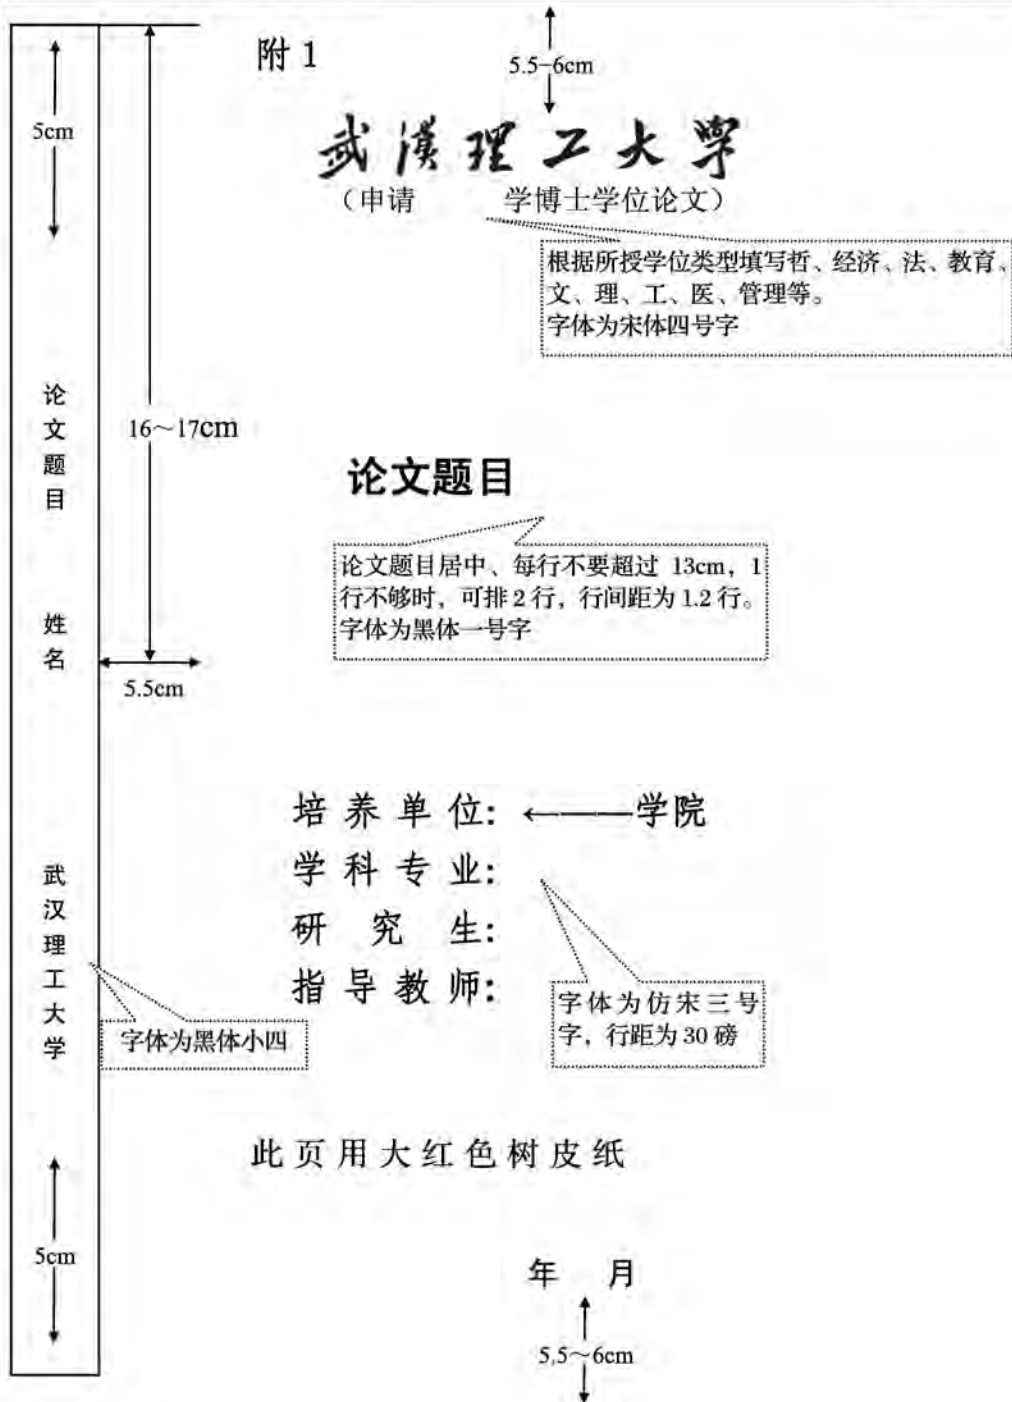 附 1
5.5-6cm
5cm
武漢理工大学
（申请 学博士学位论文）
根据所授学位类型填写哲、经济、法、教育、
文、理、工、医、管理等。
字体为宋体四号字
论文题目
16～17cm
论文题目
论文题目居中、每行不要超过 13cm，1
行不够时，可排 2 行，行间距为 1.2 行。
字体为黑体一号字
姓名
5.5cm
培养单位: ←——学院
学科专业:
研究生:
指导教师:
武汉理工大学
字体为仿宋三号
字，行距为 30 磅
字体为黑体小四
此页用大红色树皮纸
5cm
年 月
5,5～6cm